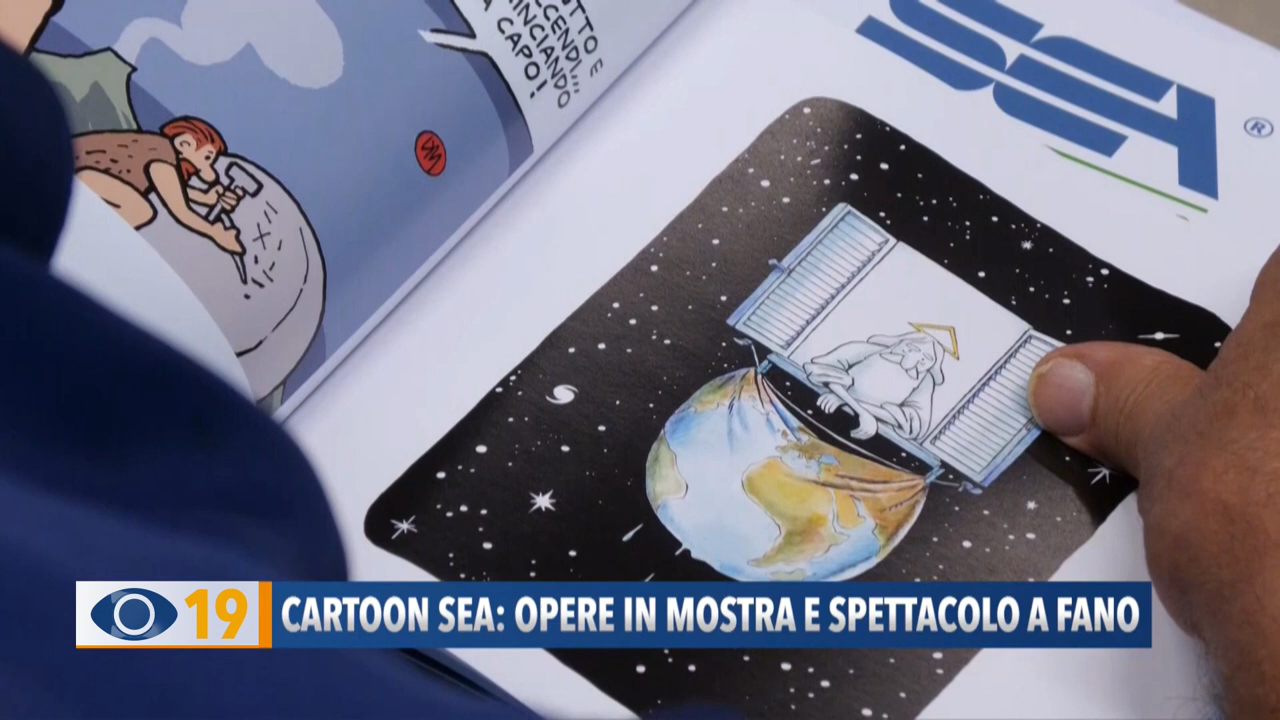 TTO E
CENDI...
INCIANDO
A CAPO!
®
19
CARTOON SEA: OPERE IN MOSTRA E SPETTACOLO A FANO